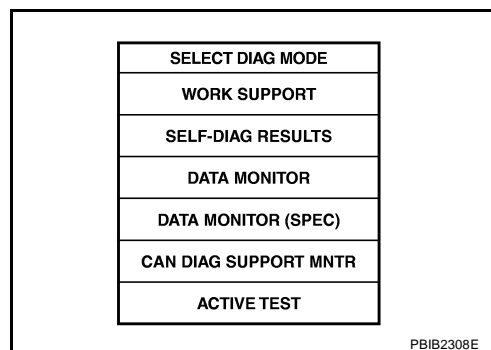 SELECT DIAG MODE
WORK SUPPORT
SELF-DIAG RESULTS
DATA MONITOR
DATA MONITOR (SPEC)
CAN DIAG SUPPORT MNTR
ACTIVE TEST
PBIB2308E